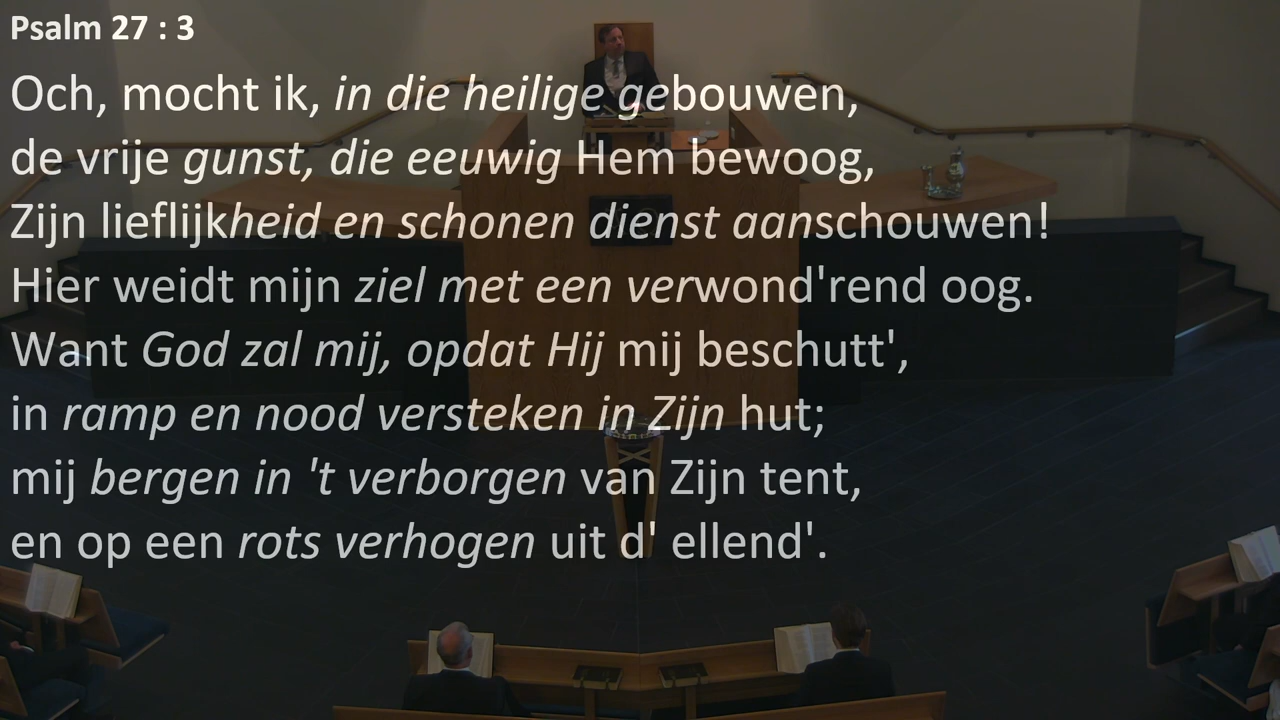 Psalm 27 : 3
Och, mocht ik, in die heilige gebouwen,
de vrije gunst, die eeuwig Hem bewoog,
Zijn lieflijkheid en schonen dienst aanschouwen!
Hier weidt mijn ziel met een verwond'rend oog.
Want God zal mij, opdat Hij mij beschutt',
in ramp en nood versteken in Zijn hut;
mij bergen in 't verborgen van Zijn tent,
en op een rots verhogen uit d' ellend'.